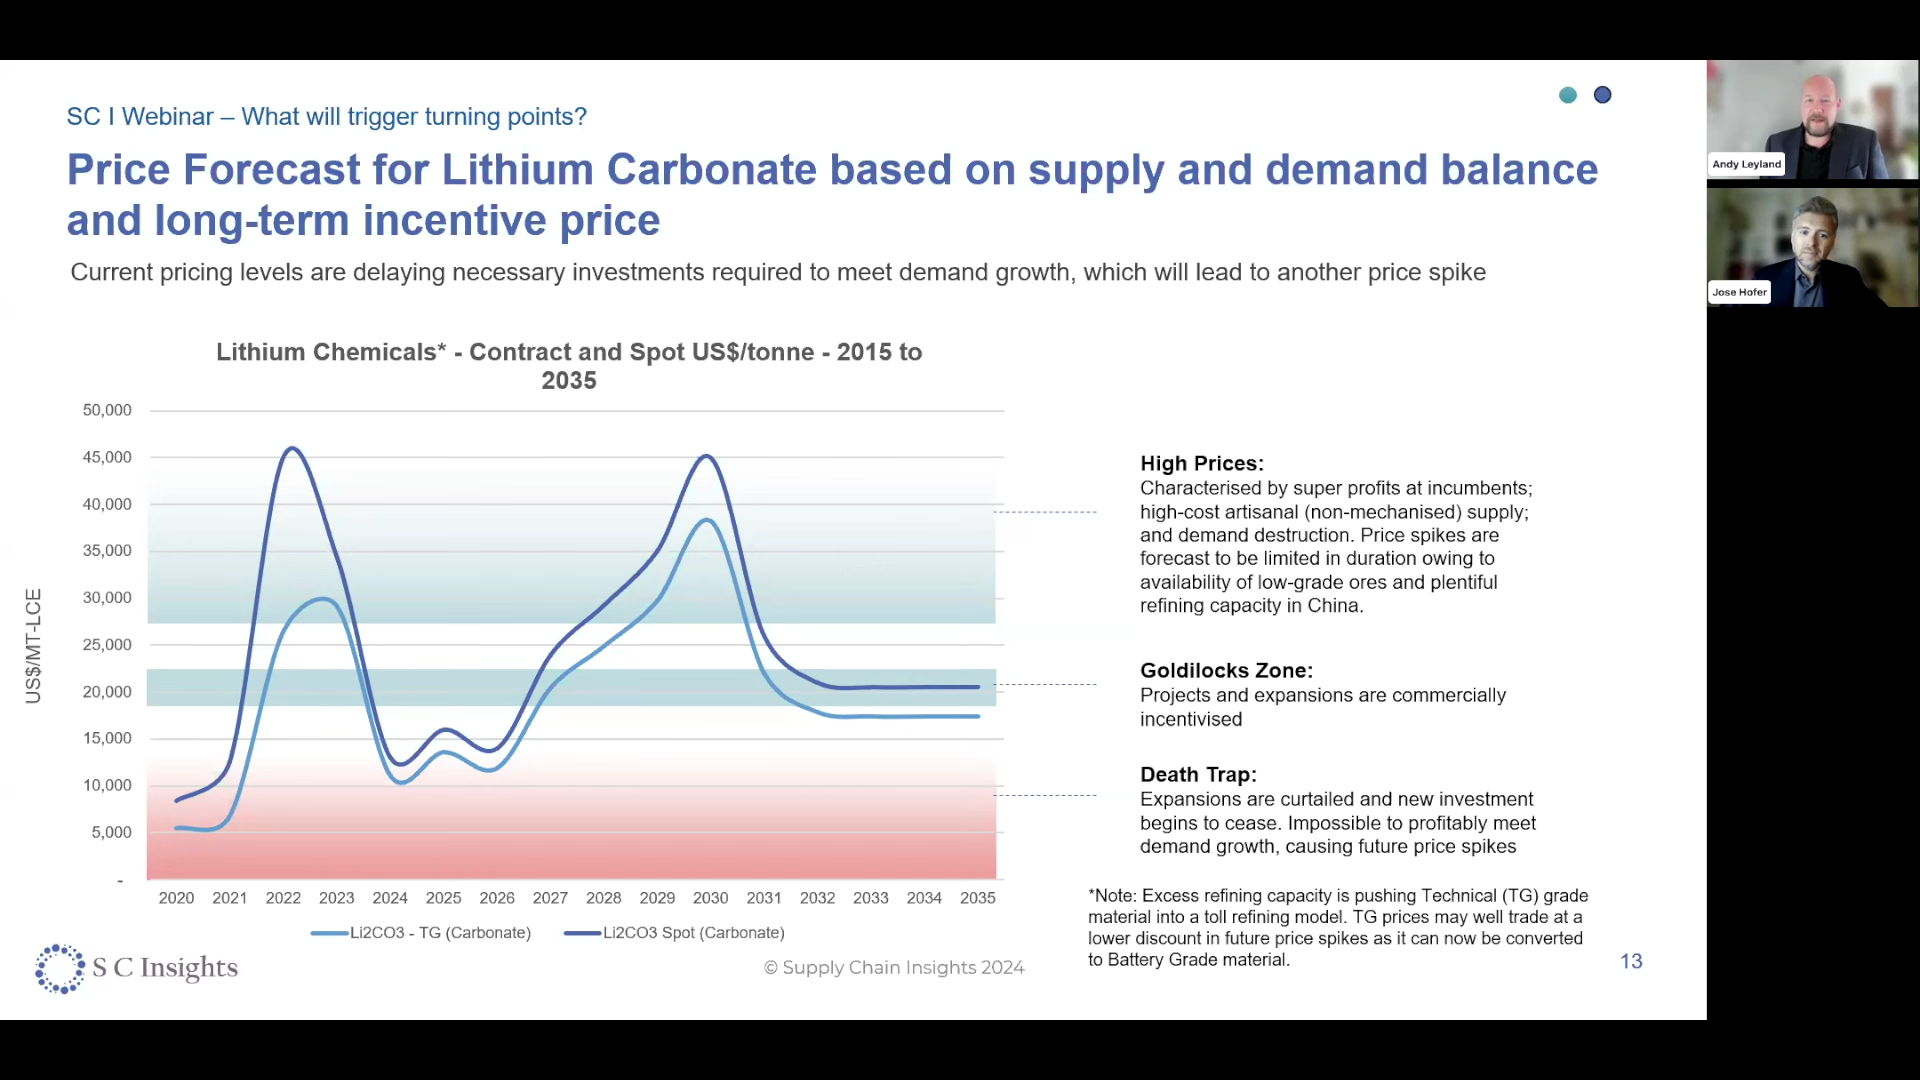 SC I Webinar – What will trigger turning points?
Price Forecast for Lithium Carbonate based on supply and demand balance
and long-term incentive price
Current pricing levels are delaying necessary investments required to meet demand growth, which will lead to another price spike
Andy Leyland
Jose Hofer
Lithium Chemicals* - Contract and Spot US$/tonne - 2015 to
2035
US$/MT-LCE
50,000
45,000
40,000
35,000
30,000
25,000
20,000
15,000
10,000
5,000
-
2020 2021 2022 2023 2024 2025 2026 2027 2028 2029 2030 2031 2032 2033 2034 2035
Li2CO3 - TG (Carbonate) Li2CO3 Spot (Carbonate)
High Prices:
Characterised by super profits at incumbents;
high-cost artisanal (non-mechanised) supply;
and demand destruction. Price spikes are
forecast to be limited in duration owing to
availability of low-grade ores and plentiful
refining capacity in China.
Goldilocks Zone:
Projects and expansions are commercially
incentivised
Death Trap:
Expansions are curtailed and new investment
begins to cease. Impossible to profitably meet
demand growth, causing future price spikes
*Note: Excess refining capacity is pushing Technical (TG) grade
material into a toll refining model. TG prices may well trade at a
lower discount in future price spikes as it can now be converted
to Battery Grade material.
S C Insights
© Supply Chain Insights 2024
13